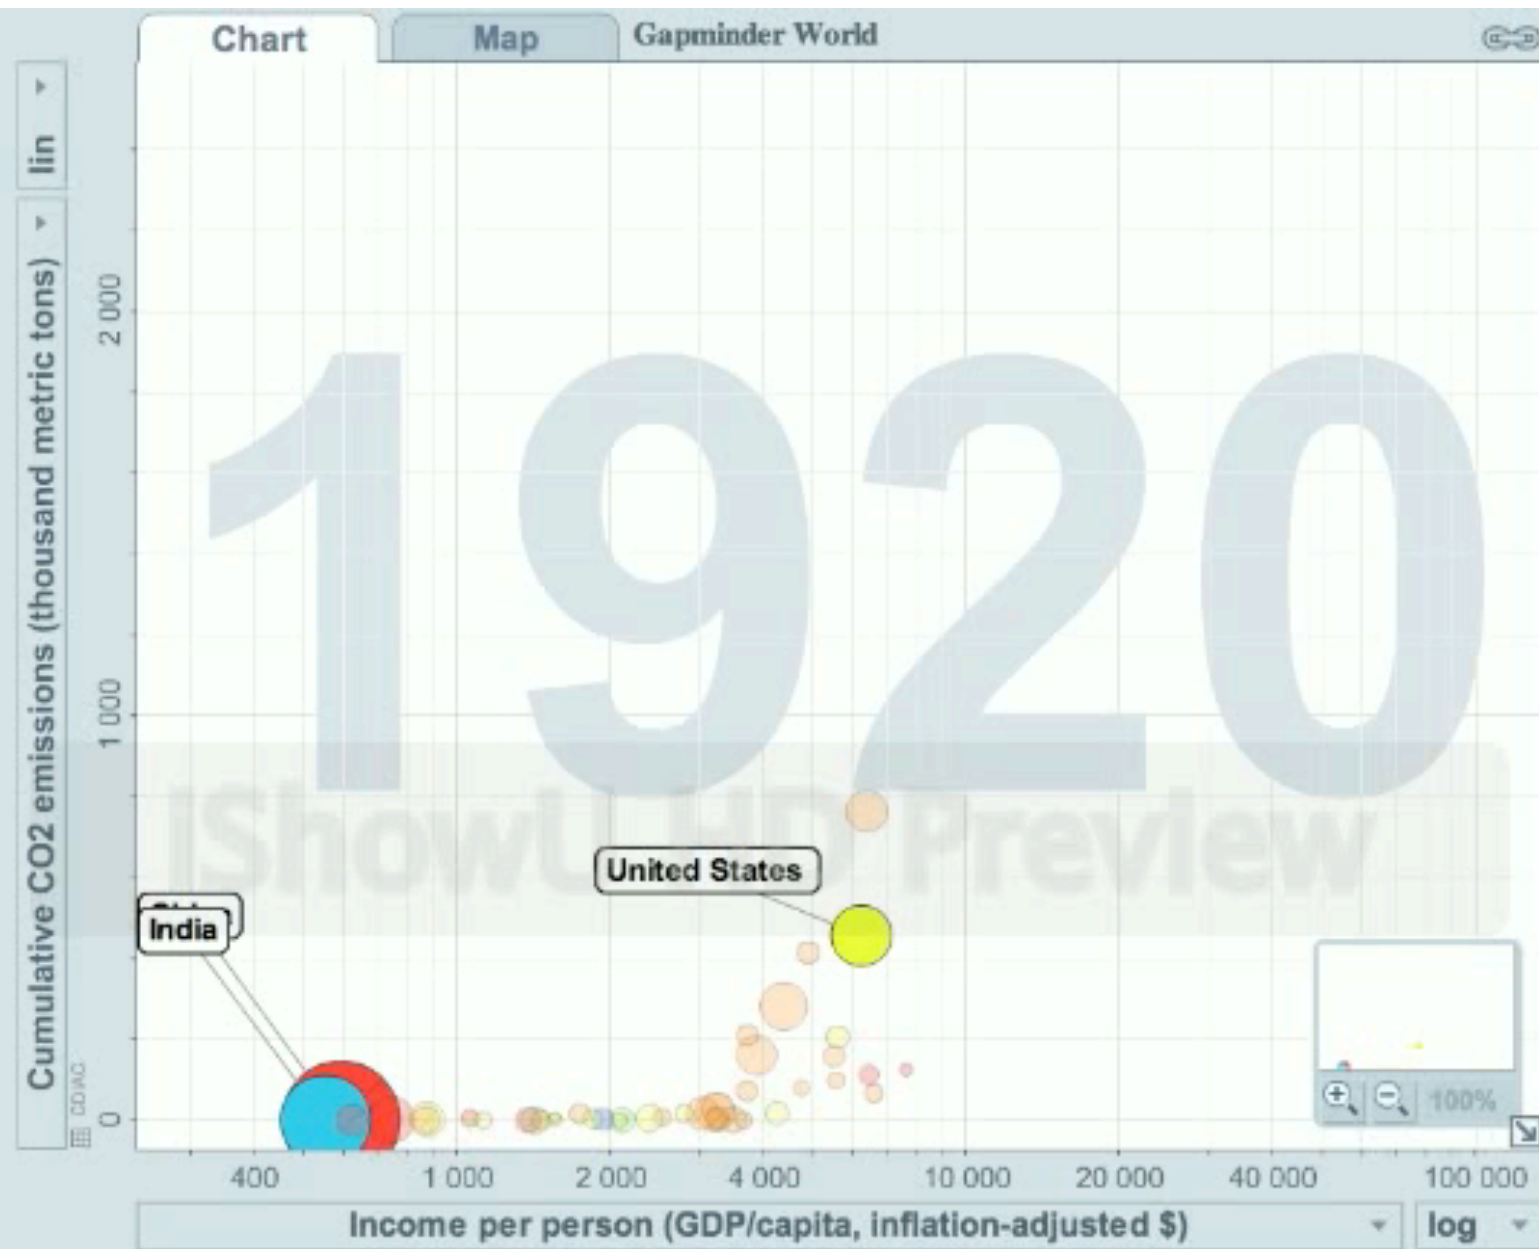 Chart
Map
Gapminder World
lin
Cumulative CO2 emissions (thousand metric tons)
2 000
1 000
0
1920
iShowU HD Preview
United States
India
CDIAC
100%
400
1 000
2 000
4 000
10 000
20 000
40 000
100 000
Income per person (GDP/capita, inflation-adjusted $)
log